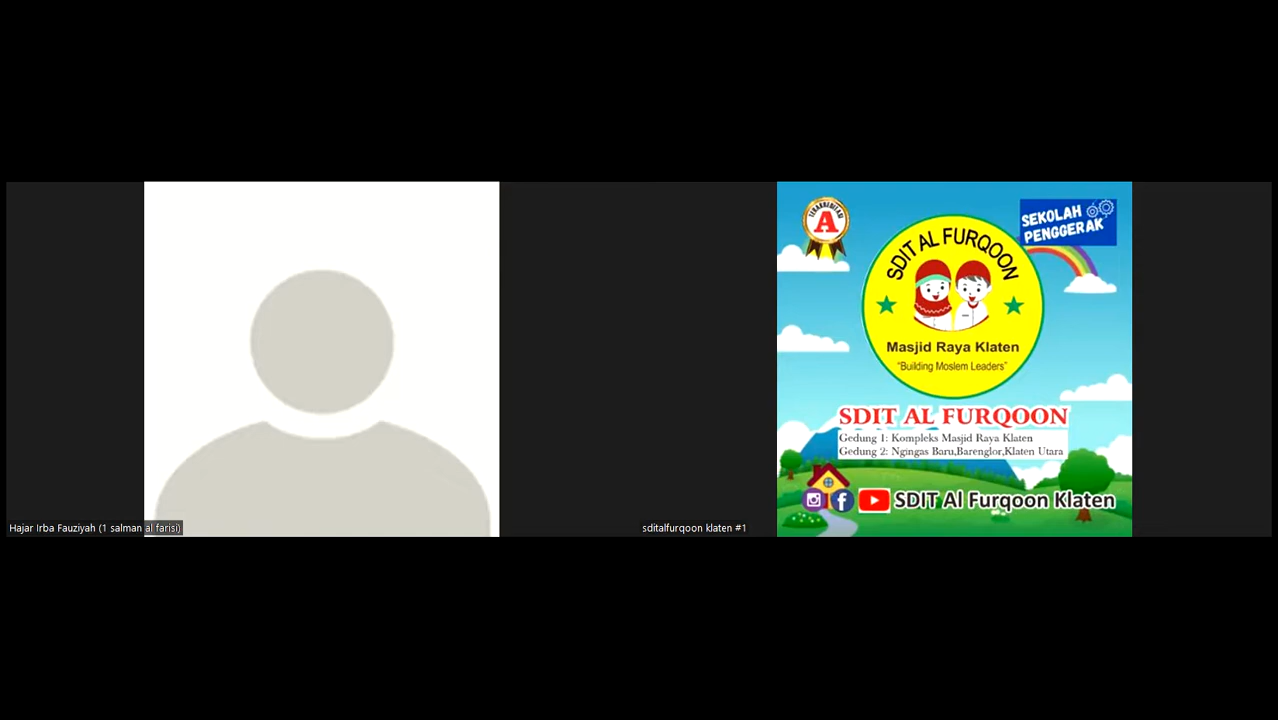 Hajar Irba Fauziyah (1 salman al farisi)
sditalfurqoon klaten #1
TERAKREDITASI
A
SEKOLAH
PENGGERAK
SDIT AL FURQOON
Masjid Raya Klaten
"Building Moslem Leaders"
SDIT AL FURQOON
Gedung 1: Kompleks Masjid Raya Klaten
Gedung 2: Ngingas Baru,Barenglor,Klaten Utara
SDIT Al Furqoon Klaten